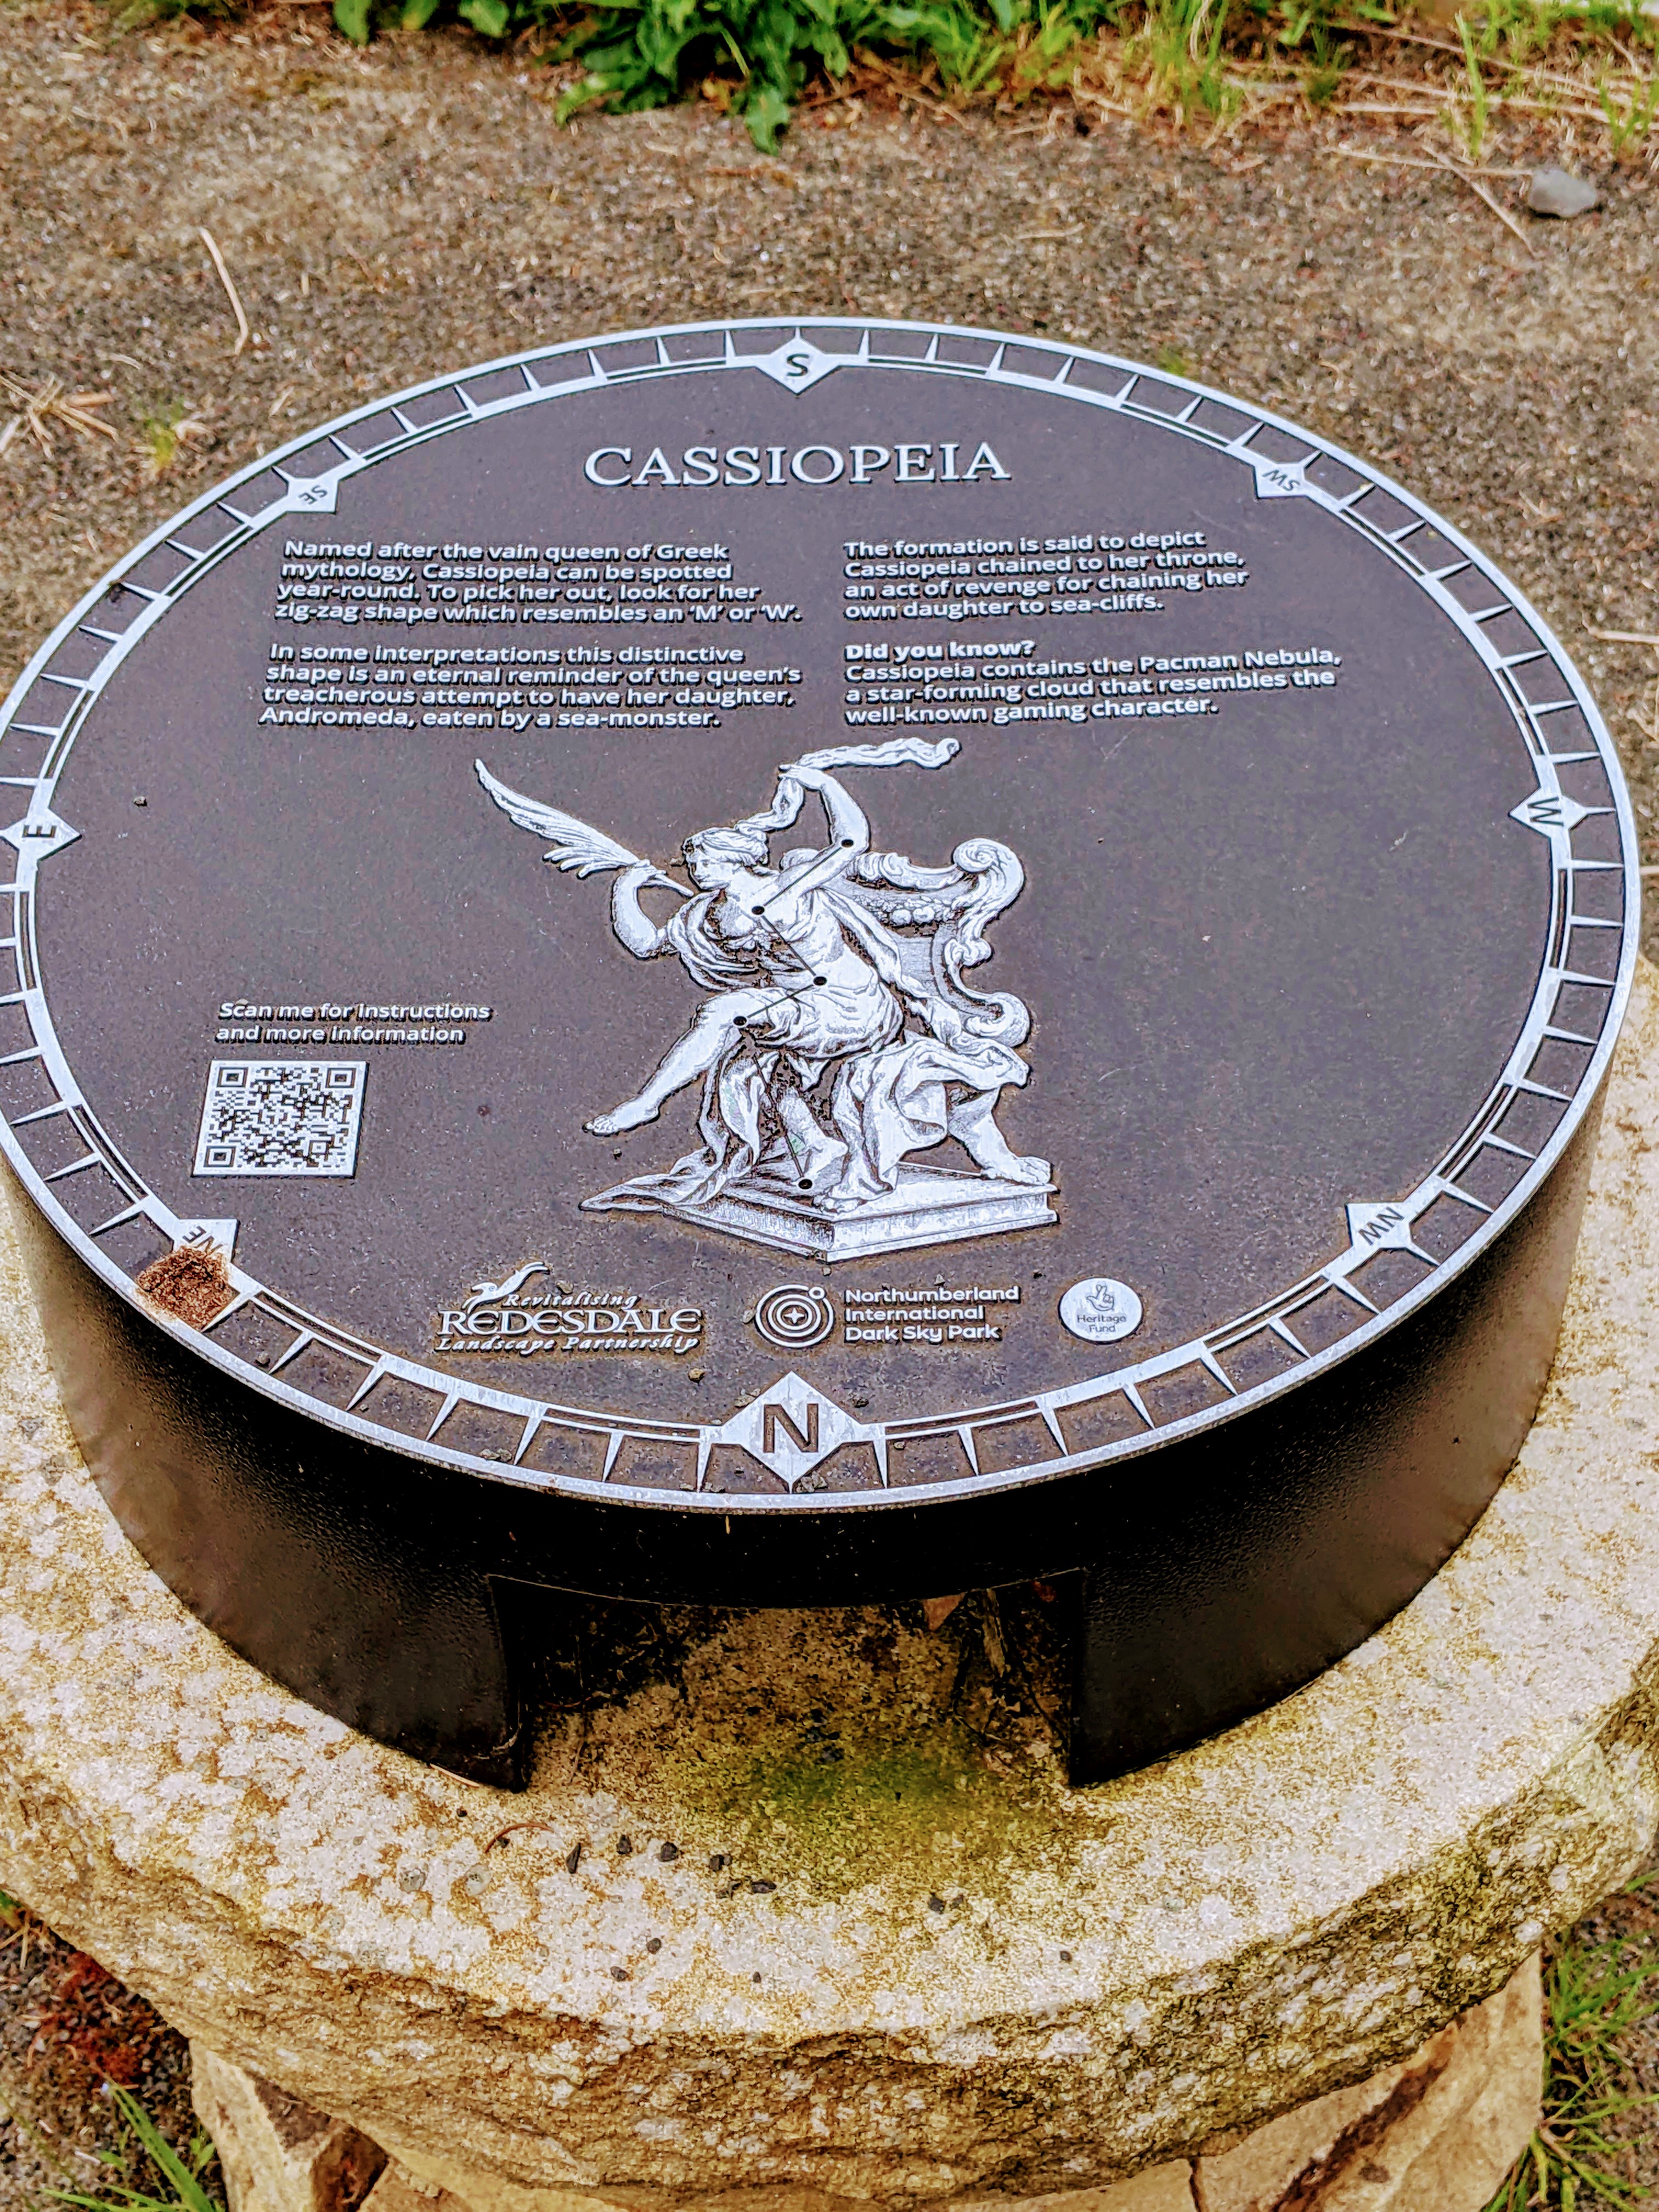 S
SE
SW
CASSIOPEIA
Named after the vain queen of Greek
mythology, Cassiopeia can be spotted
year-round. To pick her out, look for her
zig-zag shape which resembles an ‘M’ or ‘W’.
In some interpretations this distinctive
shape is an eternal reminder of the queen’s
treacherous attempt to have her daughter,
Andromeda, eaten by a sea-monster.
The formation is said to depict
Cassiopeia chained to her throne,
an act of revenge for chaining her
own daughter to sea-cliffs.
Did you know?
Cassiopeia contains the Pacman Nebula,
a star-forming cloud that resembles the
well-known gaming character.
E
W
Scan me for instructions
and more information
NE
NW
Revitalising
REDESDALE
Landscape Partnership
Northumberland
International
Dark Sky Park
Heritage
Fund
N